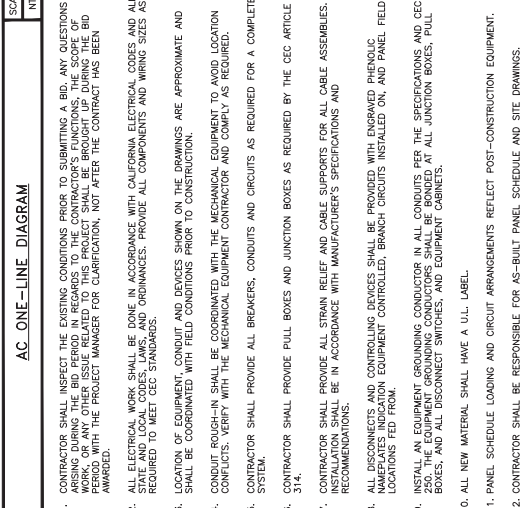 AC ONE-LINE DIAGRAM
SCA
NT
. CONTRACTOR SHALL INSPECT THE EXISTING CONDITIONS PRIOR TO SUBMITTING A BID. ANY QUESTIONS
ARISING DURING THE BID PERIOD IN REGARDS TO THE CONTRACTOR'S FUNCTIONS, THE SCOPE OF
WORK, OR ANY OTHER ISSUE RELATED TO THIS PROJECT SHALL BE BROUGHT UP DURING THE BID
PERIOD WITH THE PROJECT MANAGER FOR CLARIFICATION, NOT AFTER THE CONTRACT HAS BEEN
AWARDED.
. ALL ELECTRICAL WORK SHALL BE DONE IN ACCORDANCE WITH CALIFORNIA ELECTRICAL CODES AND ALL
STATE AND LOCAL CODES, LAWS, AND ORDINANCES. PROVIDE ALL COMPONENTS AND WIRING SIZES AS
REQUIRED TO MEET CEC STANDARDS.
. LOCATION OF EQUIPMENT, CONDUIT AND DEVICES SHOWN ON THE DRAWINGS ARE APPROXIMATE AND
SHALL BE COORDINATED WITH FIELD CONDITIONS PRIOR TO CONSTRUCTION.
. CONDUIT ROUGH-IN SHALL BE COORDINATED WITH THE MECHANICAL EQUIPMENT TO AVOID LOCATION
CONFLICTS. VERIFY WITH THE MECHANICAL EQUIPMENT CONTRACTOR AND COMPLY AS REQUIRED.
. CONTRACTOR SHALL PROVIDE ALL BREAKERS, CONDUITS AND CIRCUITS AS REQUIRED FOR A COMPLETE
SYSTEM.
. CONTRACTOR SHALL PROVIDE PULL BOXES AND JUNCTION BOXES AS REQUIRED BY THE CEC ARTICLE
314.
. CONTRACTOR SHALL PROVIDE ALL STRAIN RELIEF AND CABLE SUPPORTS FOR ALL CABLE ASSEMBLIES.
INSTALLATION SHALL BE IN ACCORDANCE WITH MANUFACTURER'S SPECIFICATIONS AND
RECOMMENDATIONS.
. ALL DISCONNECTS AND CONTROLLING DEVICES SHALL BE PROVIDED WITH ENGRAVED PHENOLIC
NAMEPLATES INDICATION EQUIPMENT CONTROLLED, BRANCH CIRCUITS INSTALLED ON, AND PANEL FIELD
LOCATIONS FED FROM.
. INSTALL AN EQUIPMENT GROUNDING CONDUCTOR IN ALL CONDUITS PER THE SPECIFICATIONS AND CEC
250. THE EQUIPMENT GROUNDING CONDUCTORS SHALL BE BONDED AT ALL JUNCTION BOXES, PULL
BOXES, AND ALL DISCONNECT SWITCHES, AND EQUIPMENT CABINETS.
0. ALL NEW MATERIAL SHALL HAVE A U.L. LABEL.
1. PANEL SCHEDULE LOADING AND CIRCUIT ARRANGEMENTS REFLECT POST-CONSTRUCTION EQUIPMENT.
2. CONTRACTOR SHALL BE RESPONSIBLE FOR AS-BUILT PANEL SCHEDULE AND SITE DRAWINGS.